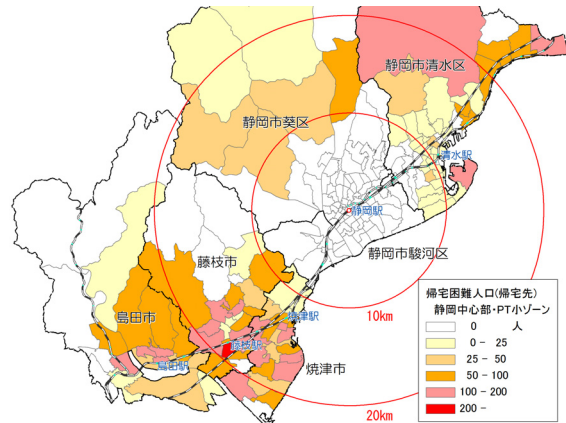 静岡市清水区
静岡市葵区
清水駅
静岡駅
静岡市駿河区
藤枝市
10km
島田市
焼津駅
藤枝駅
島田駅
焼津市
20km
帰宅困難人口(帰宅先)
静岡中心部・PT小ゾーン
0 人
0 - 25
25 - 50
50 - 100
100 - 200
200 -